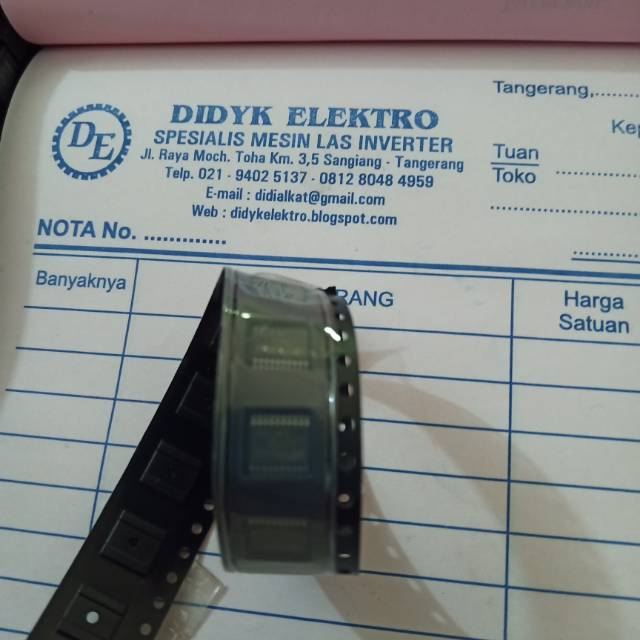 DE
DIDYK ELEKTRO
SPESIALIS MESIN LAS INVERTER
Jl. Raya Moch. Toha Km. 3,5 Sangiang - Tangerang
Telp. 021 - 9402 5137 - 0812 8048 4959
E-mail : didialkat@gmail.com
Web : didykelektro.blogspot.com
Tangerang,..........
Kep
Tuan
Toko
NOTA No. .............
Banyaknya
RANG
Harga
Satuan